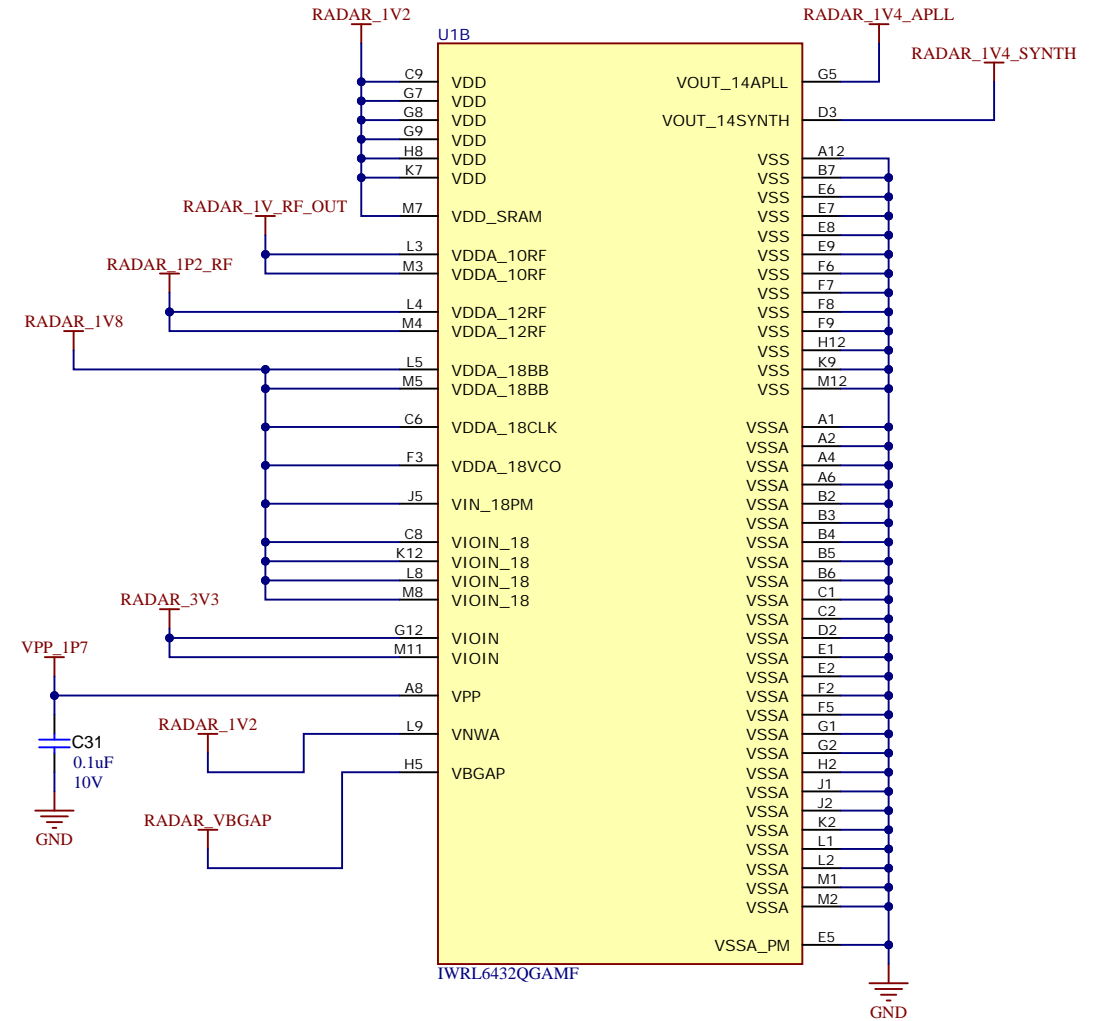 RADAR_1V2
RADAR_1V4_APLL
U1B
RADAR_1V4_SYNTH
C9 VDD VOUT_14APLL G5
G7 VDD
G8 VDD VOUT_14SYNTH D3
G9 VDD
H8 VDD VSS A12
K7 VDD VSS B7
VSS E6
RADAR_1V_RF_OUT
M7 VDD_SRAM VSS E7
VSS E8
L3 VDDA_10RF VSS E9
RADAR_1P2_RF
M3 VDDA_10RF VSS F6
VSS F7
L4 VDDA_12RF VSS F8
RADAR_1V8
M4 VDDA_12RF VSS F9
VSS H12
L5 VDDA_18BB VSS K9
M5 VDDA_18BB VSS M12
C6 VDDA_18CLK VSSA A1
VSSA A2
F3 VDDA_18VCO VSSA A4
VSSA A6
J5 VIN_18PM VSSA B2
VSSA B3
C8 VIOIN_18 VSSA B4
K12 VIOIN_18 VSSA B5
L8 VIOIN_18 VSSA B6
RADAR_3V3
M8 VIOIN_18 VSSA C1
VSSA C2
G12 VIOIN VSSA D2
VPP_1P7
M11 VIOIN VSSA E1
VSSA E2
A8 VPP VSSA F2
RADAR_1V2
VSSA F5
L9 VNWA VSSA G1
C31
VSSA G2
0.1uF
H5 VBGAP VSSA H2
10V
VSSA J1
VSSA J2
RADAR_VBGAP
VSSA K2
GND
VSSA L1
VSSA L2
VSSA M1
VSSA M2
VSSA_PM E5
IWRL6432QGAMF
GND